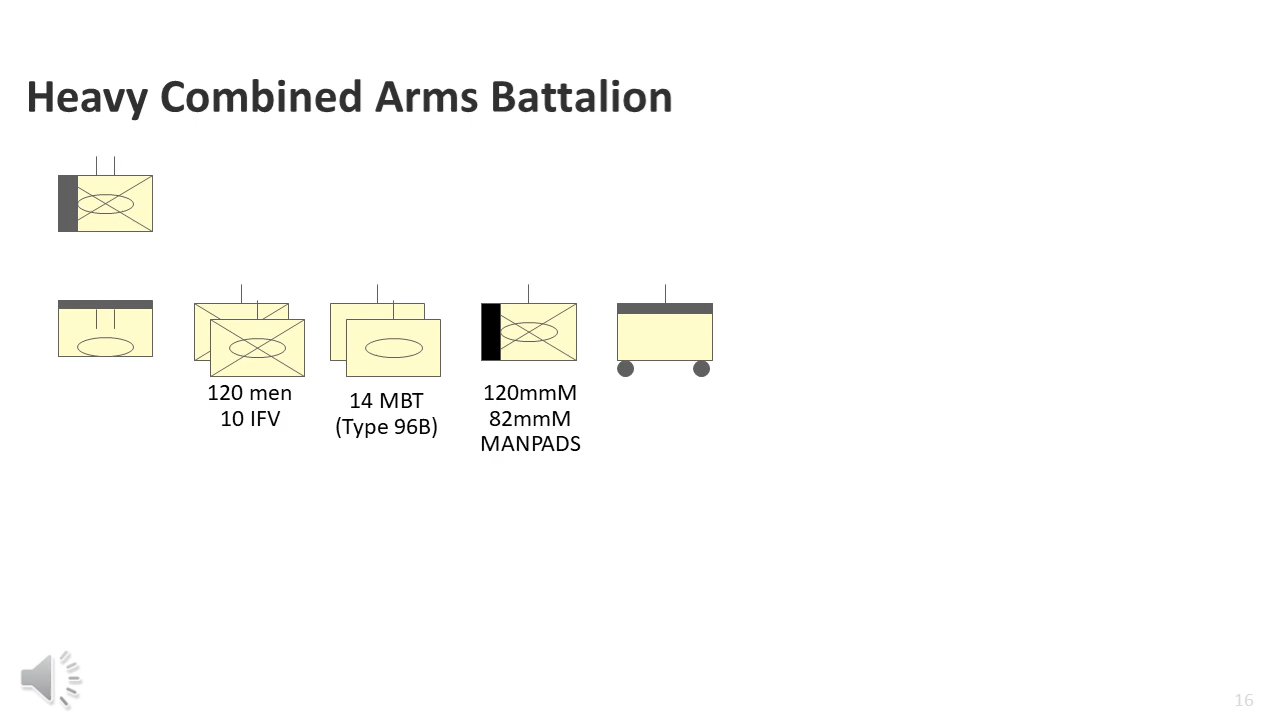 Heavy Combined Arms Battalion
120 men
10 IFV
14 MBT
(Type 96B)
120mmM
82mmM
MANPADS
16